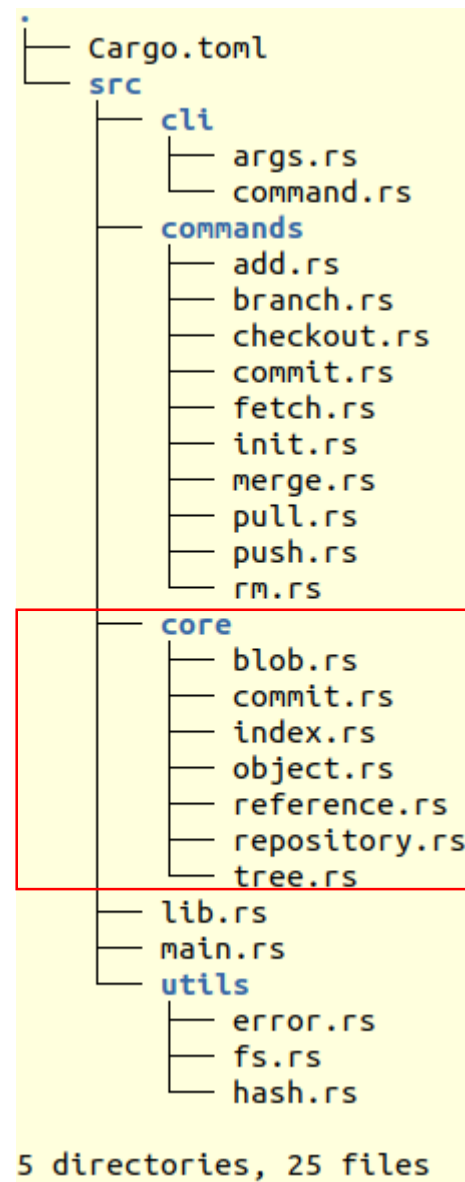 .
├── Cargo.toml
└── src
    ├── cli
    │   ├── args.rs
    │   └── command.rs
    ├── commands
    │   ├── add.rs
    │   ├── branch.rs
    │   ├── checkout.rs
    │   ├── commit.rs
    │   ├── fetch.rs
    │   ├── init.rs
    │   ├── merge.rs
    │   ├── pull.rs
    │   ├── push.rs
    │   └── rm.rs
    ├── core
    │   ├── blob.rs
    │   ├── commit.rs
    │   ├── index.rs
    │   ├── object.rs
    │   ├── reference.rs
    │   ├── repository.rs
    │   └── tree.rs
    ├── lib.rs
    ├── main.rs
    └── utils
        ├── error.rs
        ├── fs.rs
        └── hash.rs
5 directories, 25 files